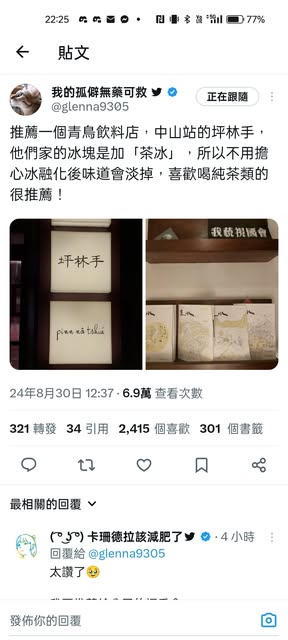 22:25
77%
貼文
我的孤僻無藥可救
@glenna9305
正在跟隨
推薦一個青鳥飲料店，中山站的坪林手，
他們家的冰塊是加「茶冰」，所以不用擔
心冰融化後味道會淡掉，喜歡喝純茶類的
很推薦！
坪林手
pinn nâ tshiú
我藐視國會
24年8月30日 12:37 · 6.9萬 查看次數
321 轉發 34 引用 2,415 個喜歡 301 個書籤
最相關的回覆
( ͡° ͜ʖ ͡°) 卡珊德拉該減肥了 · 4 小時
回覆給 @glenna9305
太讚了🥹
發佈你的回覆